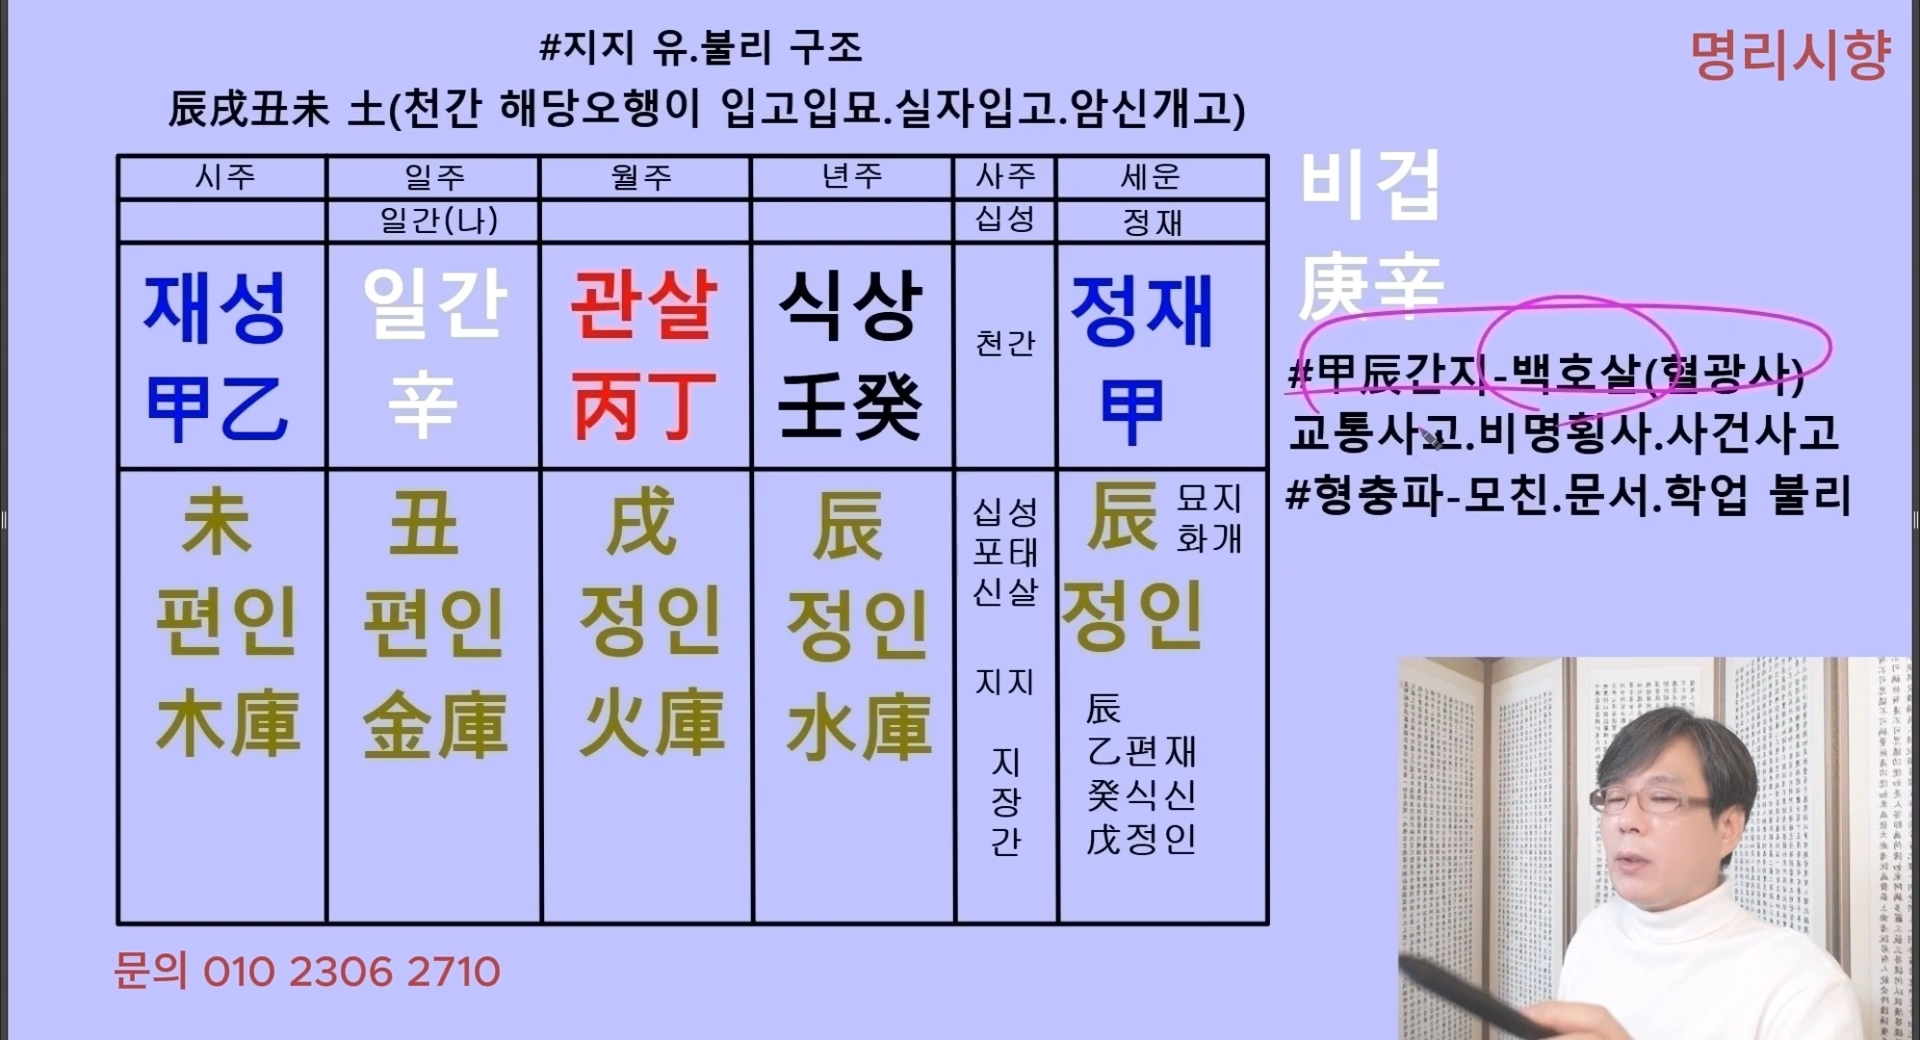 #지지 유.불리 구조
명리시향
辰戌丑未 土(천간 해당오행이 입고입묘.실자입고.암신개고)
시주 일주 월주 년주 사주 세운
일간(나) 십성 정재
재성 일간 관살 식상 천간 정재
甲乙 辛 丙丁 壬癸 甲
未 丑 戌 辰 십성 辰 묘지
포태 화개
신살
편인 편인 정인 정인 정인
木庫 金庫 火庫 水庫 지지
辰
지 乙편재
장 癸식신
간 戊정인
비겁
庚辛
#甲辰간지-백호살(혈광사)
교통사고.비명횡사.사건사고
#형충파-모친.문서.학업 불리
문의 010 2306 2710